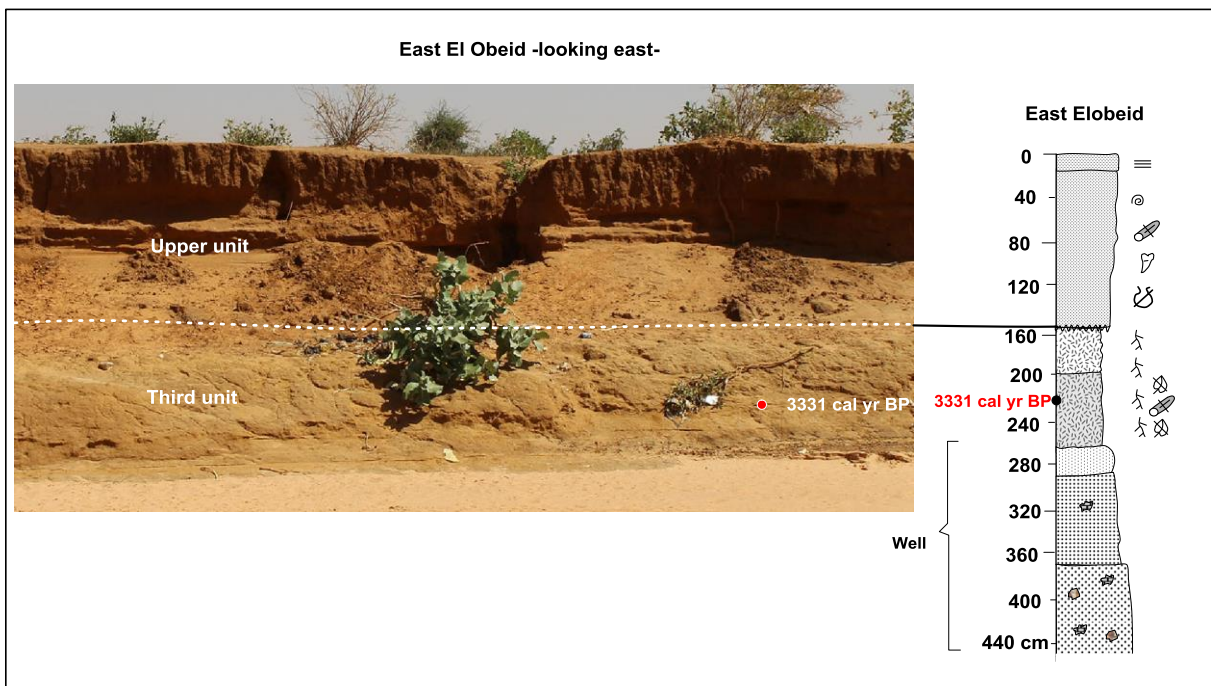 East El Obeid -looking east-
East Elobeid
Upper unit
Third unit
3331 cal yr BP
3331 cal yr BP
Well
0
40
80
120
160
200
240
280
320
360
400
440 cm